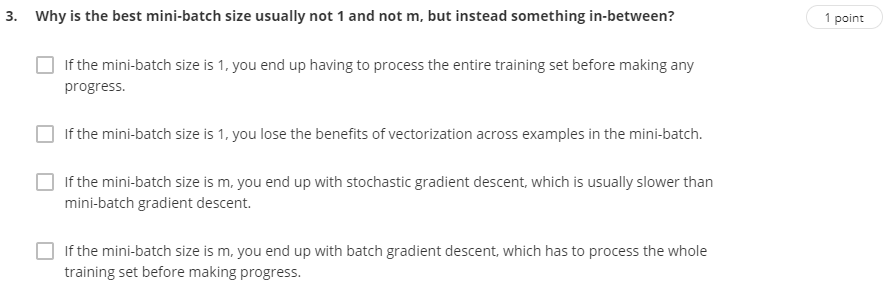 3. Why is the best mini-batch size usually not 1 and not m, but instead something in-between?
1 point
If the mini-batch size is 1, you end up having to process the entire training set before making any
progress.
If the mini-batch size is 1, you lose the benefits of vectorization across examples in the mini-batch.
If the mini-batch size is m, you end up with stochastic gradient descent, which is usually slower than
mini-batch gradient descent.
If the mini-batch size is m, you end up with batch gradient descent, which has to process the whole
training set before making progress.